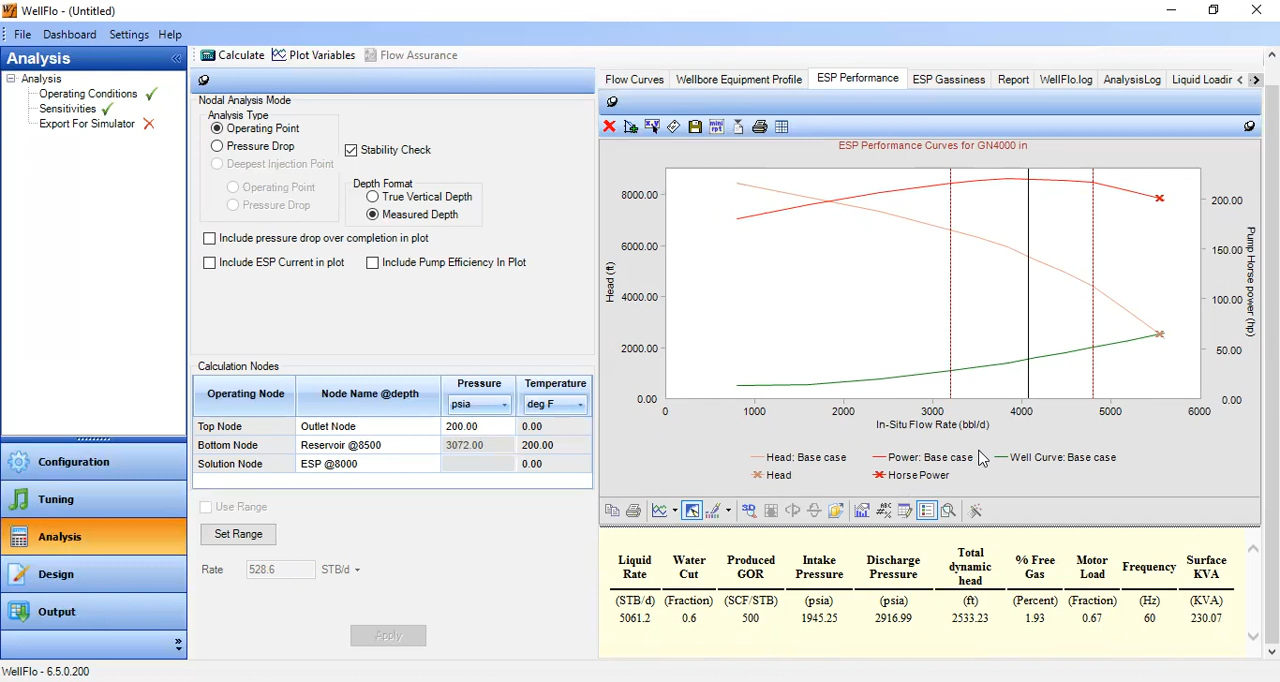 WellFlo - (Untitled)
File Dashboard Settings Help
Analysis
Analysis
Operating Conditions
Sensitivities
Export For Simulator
Configuration
Tuning
Analysis
Design
Output
Calculate Plot Variables Flow Assurance
Nodal Analysis Mode
Analysis Type
Operating Point
Pressure Drop
Deepest Injection Point
Operating Point
Pressure Drop
Stability Check
Depth Format
True Vertical Depth
Measured Depth
Include pressure drop over completion in plot
Include ESP Current in plot Include Pump Efficiency In Plot
Calculation Nodes
Operating Node Node Name @depth Pressure Temperature
psia deg F
Top Node Outlet Node 200.00 0.00
Bottom Node Reservoir @8500 3072.00 200.00
Solution Node ESP @8000 0.00
Use Range
Set Range
Rate 528.6 STB/d
Apply
Flow Curves Wellbore Equipment Profile ESP Performance ESP Gassiness Report WellFlo.log AnalysisLog Liquid Loadir
mini rpt
ESP Performance Curves for GN4000 in
8000.00
6000.00
4000.00
2000.00
0.00
Head (ft)
200.00
150.00
100.00
50.00
0.00
Pump Horse power (hp)
0 1000 2000 3000 4000 5000 6000
In-Situ Flow Rate (bbl/d)
Head: Base case Power: Base case Well Curve: Base case
Head Horse Power
3D ABC
Liquid Rate Water Cut Produced GOR Intake Pressure Discharge Pressure Total dynamic head % Free Gas Motor Load Frequency Surface KVA
(STB/d) (Fraction) (SCF/STB) (psia) (psia) (ft) (Percent) (Fraction) (Hz) (KVA)
5061.2 0.6 500 1945.25 2916.99 2533.23 1.93 0.67 60 230.07
WellFlo - 6.5.0.200